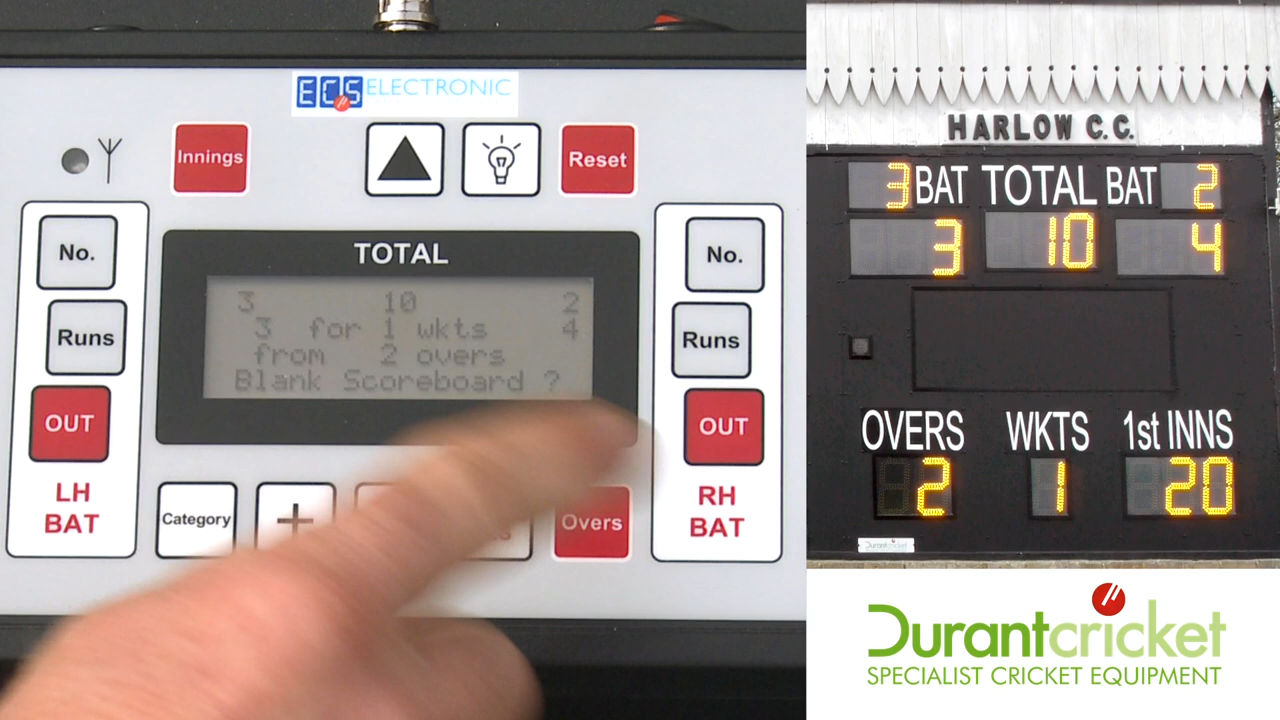 ECS ELECTRONIC
Innings
Reset
No.
Runs
OUT
LH
BAT
TOTAL
3 10 2
3 for 1 wkts 4
from 2 overs
Blank Scoreboard ?
No.
Runs
OUT
RH
BAT
Category
+
Overs
HARLOW C.C.
3 BAT TOTAL BAT 2
3 10 4
OVERS WKTS 1st INNS
2 1 20
Durantcricket
Durantcricket
SPECIALIST CRICKET EQUIPMENT